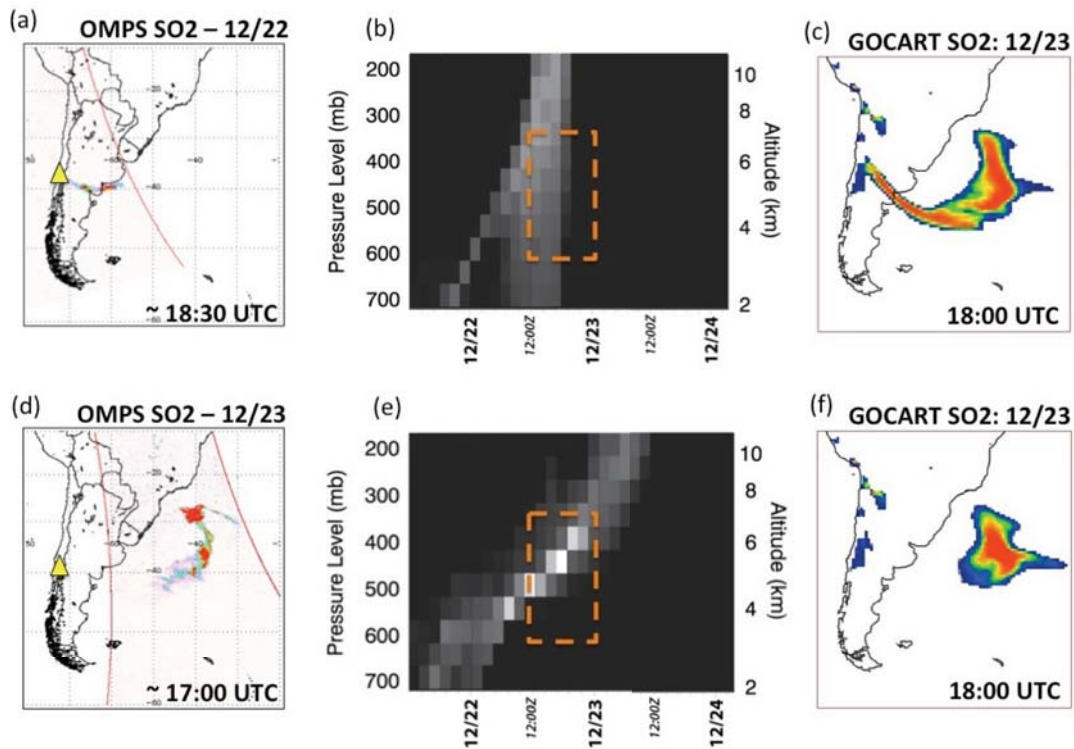 (a)
OMPS SO2 – 12/22
~ 18:30 UTC
(b)
Pressure Level (mb)
200
300
400
500
600
700
10
8
6
4
2
Altitude (km)
12/22
12:00Z
12/23
12:00Z
12/24
(c)
GOCART SO2: 12/23
18:00 UTC
(d)
OMPS SO2 – 12/23
~ 17:00 UTC
(e)
Pressure Level (mb)
200
300
400
500
600
700
10
8
6
4
2
Altitude (km)
12/22
12:00Z
12/23
12:00Z
12/24
(f)
GOCART SO2: 12/23
18:00 UTC